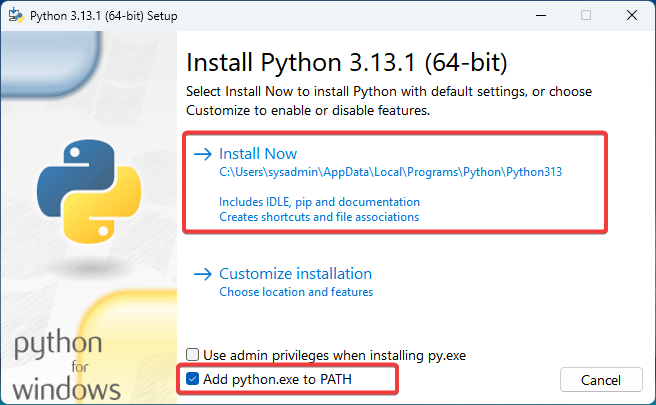 Python 3.13.1 (64-bit) Setup
Install Python 3.13.1 (64-bit)
Select Install Now to install Python with default settings, or choose
Customize to enable or disable features.
Install Now
C:\Users\sysadmin\AppData\Local\Programs\Python\Python313
Includes IDLE, pip and documentation
Creates shortcuts and file associations
Customize installation
Choose location and features
python
for
windows
Use admin privileges when installing py.exe
Add python.exe to PATH
Cancel